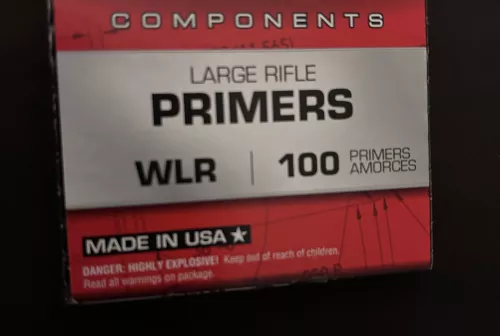 COMPONENTS
LARGE RIFLE
PRIMERS
WLR | 100 PRIMERS
AMORCES
MADE IN USA★
DANGER: HIGHLY EXPLOSIVE! Keep out of reach of children.
Read all warnings on package.